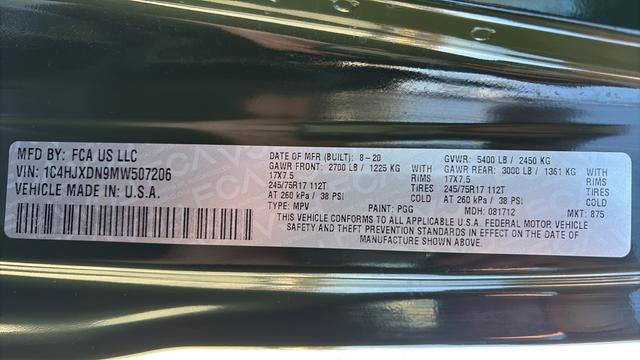 MFD BY: FCA US LLC
VIN: 1C4HJXDN9MW507206
VEHICLE MADE IN: U.S.A.
DATE OF MFR (BUILT): 8-20 GVWR: 5400 LB / 2450 KG
GAWR FRONT: 2700 LB / 1225 KG WITH GAWR REAR: 3000 LB / 1361 KG WITH
17X7.5 RIMS 17X7.5 RIMS
245/75R17 112T TIRES 245/75R17 112T TIRES
AT 260 kPa / 38 PSI COLD AT 260 kPa / 38 PSI COLD
TYPE: MPV PAINT: PGG MDH: 081712 MKT: 875
THIS VEHICLE CONFORMS TO ALL APPLICABLE U.S.A. FEDERAL MOTOR VEHICLE
SAFETY AND THEFT PREVENTION STANDARDS IN EFFECT ON THE DATE OF
MANUFACTURE SHOWN ABOVE.